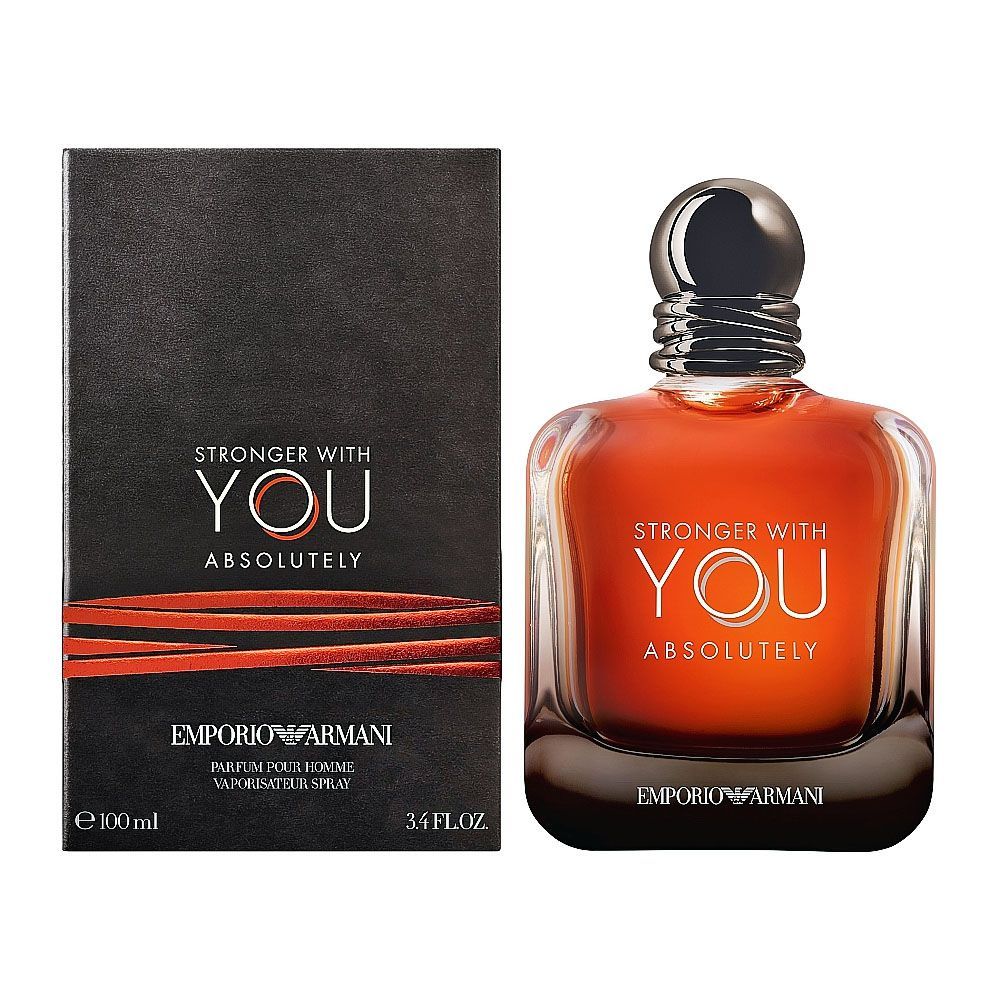 STRONGER WITH
YOU
ABSOLUTELY
EMPORIO ARMANI
PARFUM POUR HOMME
VAPORISATEUR SPRAY
℮ 100 ml
3.4 FL.OZ.
STRONGER WITH
YOU
ABSOLUTELY
EMPORIO ARMANI